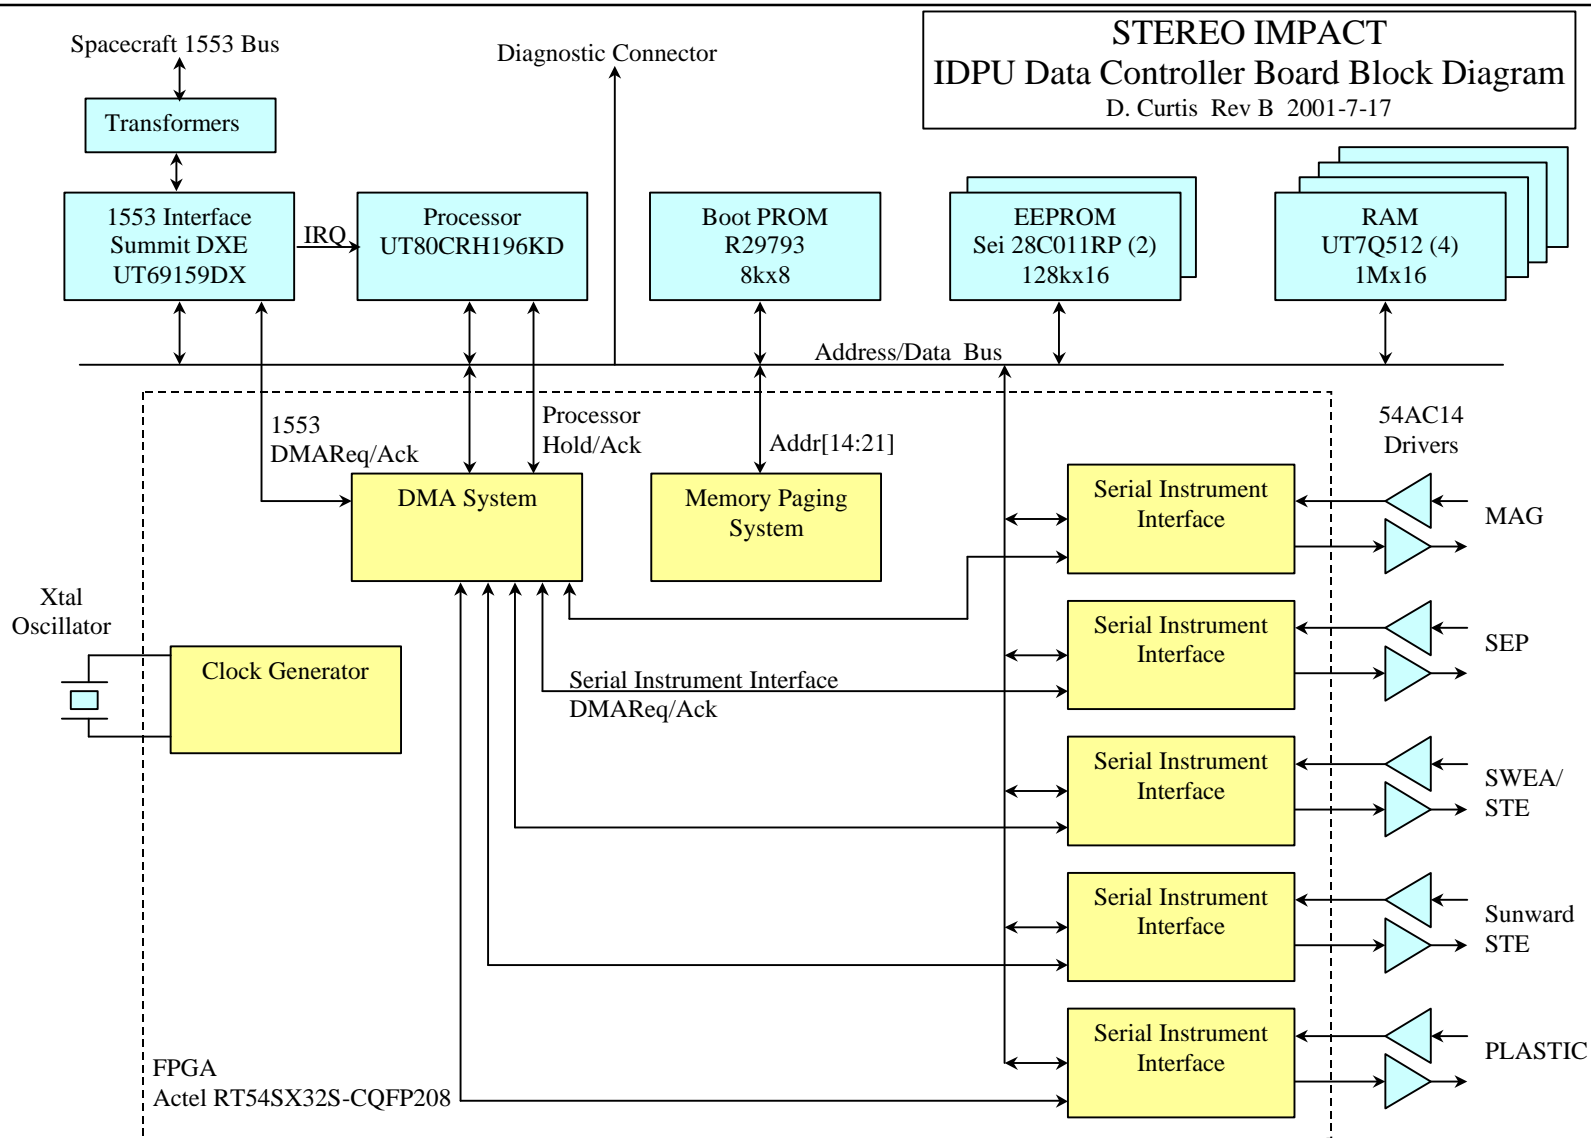 STEREO IMPACT
IDPU Data Controller Board Block Diagram
D. Curtis  Rev B  2001-7-17
Spacecraft 1553 Bus
Diagnostic Connector
Transformers
1553 Interface
Summit DXE
UT69159DX
IRQ
Processor
UT80CRH196KD
Boot PROM
R29793
8kx8
EEPROM
Sei 28C011RP (2)
128kx16
RAM
UT7Q512 (4)
1Mx16
Address/Data  Bus
1553
DMAReq/Ack
Processor
Hold/Ack
Addr[14:21]
54AC14
Drivers
DMA System
Memory Paging
System
Serial Instrument
Interface
MAG
Xtal
Oscillator
Clock Generator
Serial Instrument
Interface
SEP
Serial Instrument Interface
DMAReq/Ack
Serial Instrument
Interface
SWEA/
STE
Serial Instrument
Interface
Sunward
STE
Serial Instrument
Interface
PLASTIC
FPGA
Actel RT54SX32S-CQFP208